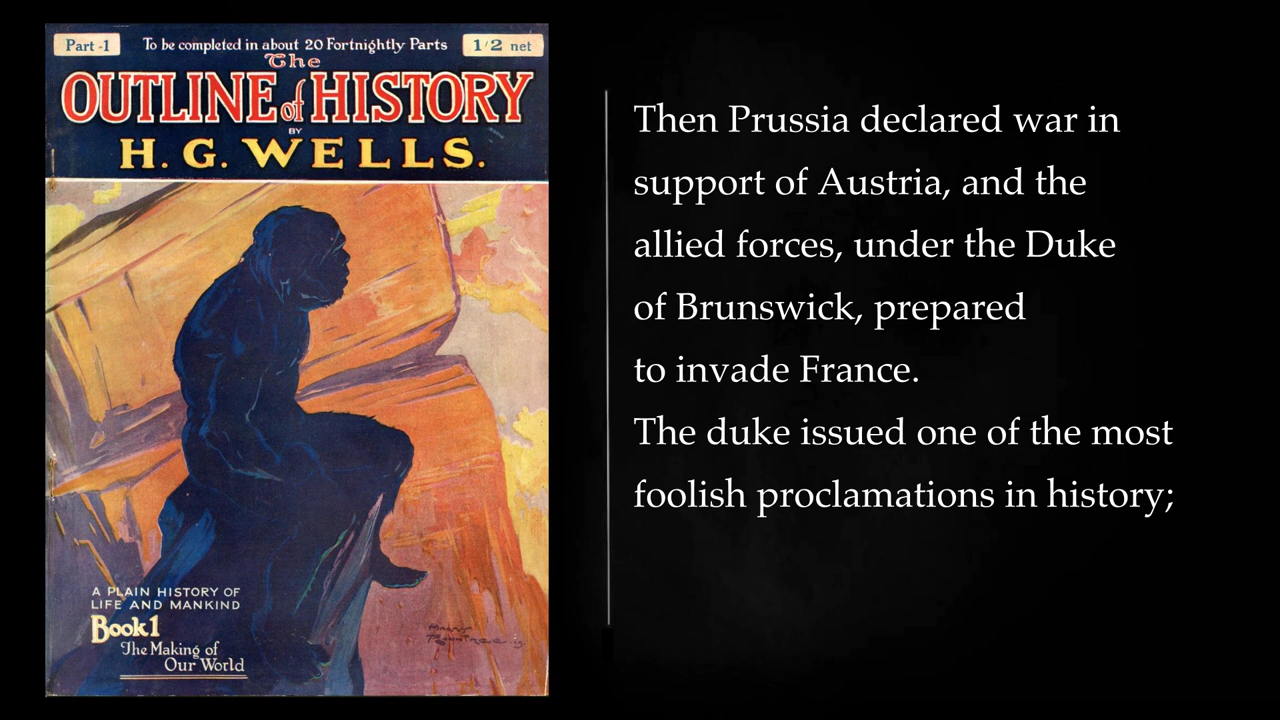 Part -1
To be completed in about 20 Fortnightly Parts
1/2 net
The
OUTLINE of HISTORY
BY
H. G. WELLS.
A PLAIN HISTORY OF
LIFE AND MANKIND
Book 1
The Making of
Our World
Then Prussia declared war in
support of Austria, and the
allied forces, under the Duke
of Brunswick, prepared
to invade France.
The duke issued one of the most
foolish proclamations in history;